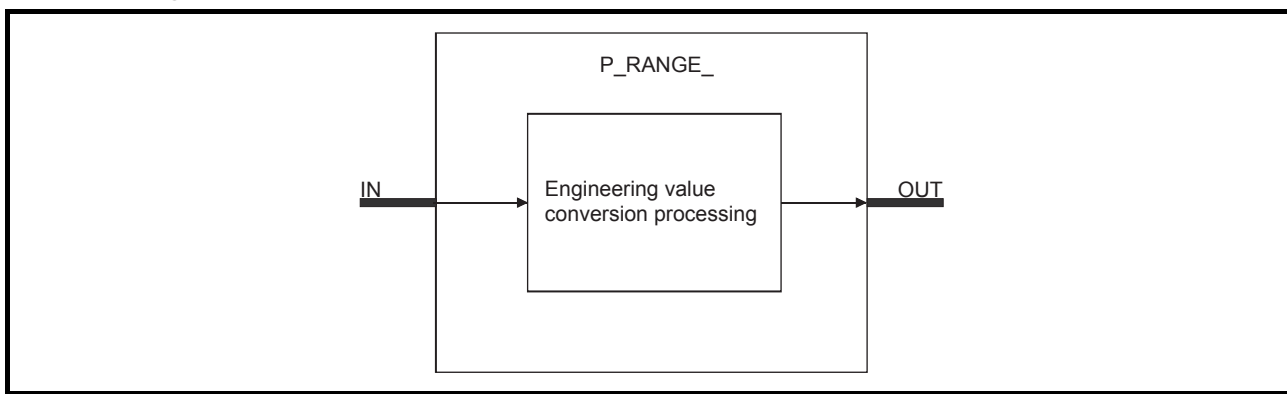 P_RANGE_
IN
Engineering value
conversion processing
OUT